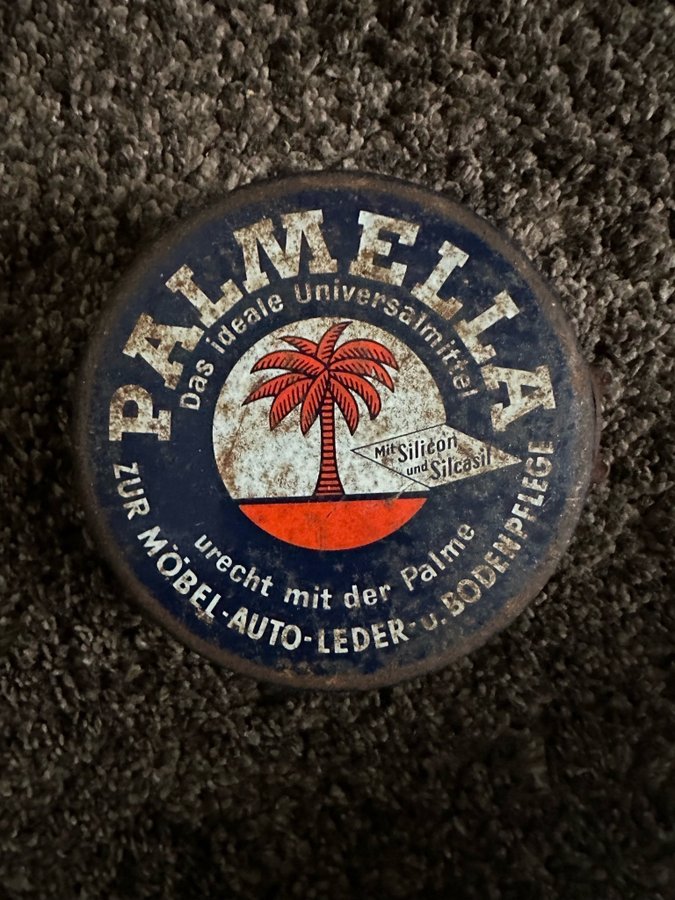 PALMELLA
Das ideale Universalmittel
Mit Silicon
und Silcasil
urecht mit der Palme
ZUR MÖBEL-AUTO-LEDER-u. BODENPFLEGE